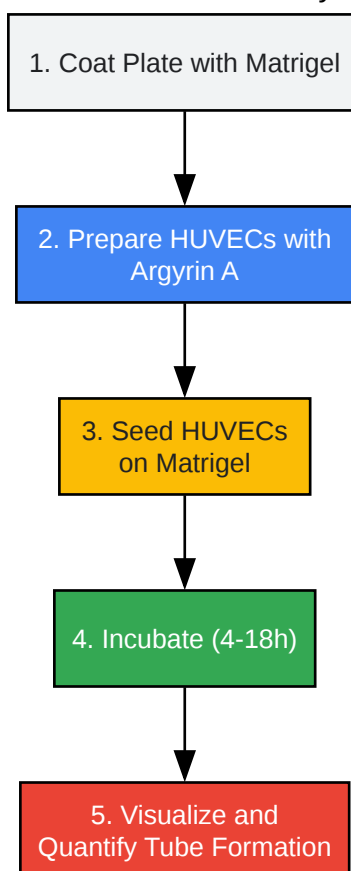 1. Coat Plate with Matrigel
2. Prepare HUVECs with
Argyrin A
3. Seed HUVECs
on Matrigel
4. Incubate (4-18h)
5. Visualize and
Quantify Tube Formation